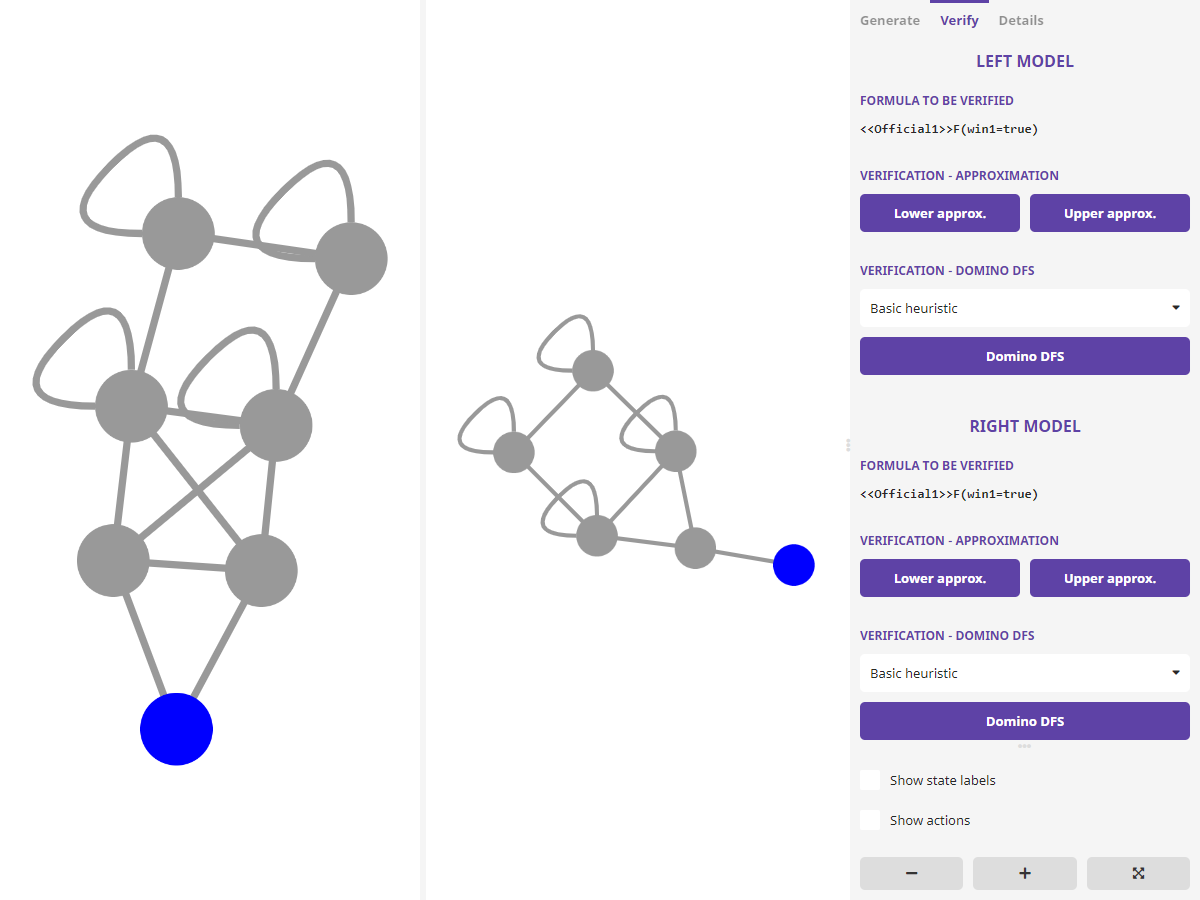 Generate Verify Details
LEFT MODEL
FORMULA TO BE VERIFIED
<<Official1>>F(win1=true)
VERIFICATION - APPROXIMATION
Lower approx. Upper approx.
VERIFICATION - DOMINO DFS
Basic heuristic
Domino DFS
RIGHT MODEL
FORMULA TO BE VERIFIED
<<Official1>>F(win1=true)
VERIFICATION - APPROXIMATION
Lower approx. Upper approx.
VERIFICATION - DOMINO DFS
Basic heuristic
Domino DFS
Show state labels
Show actions